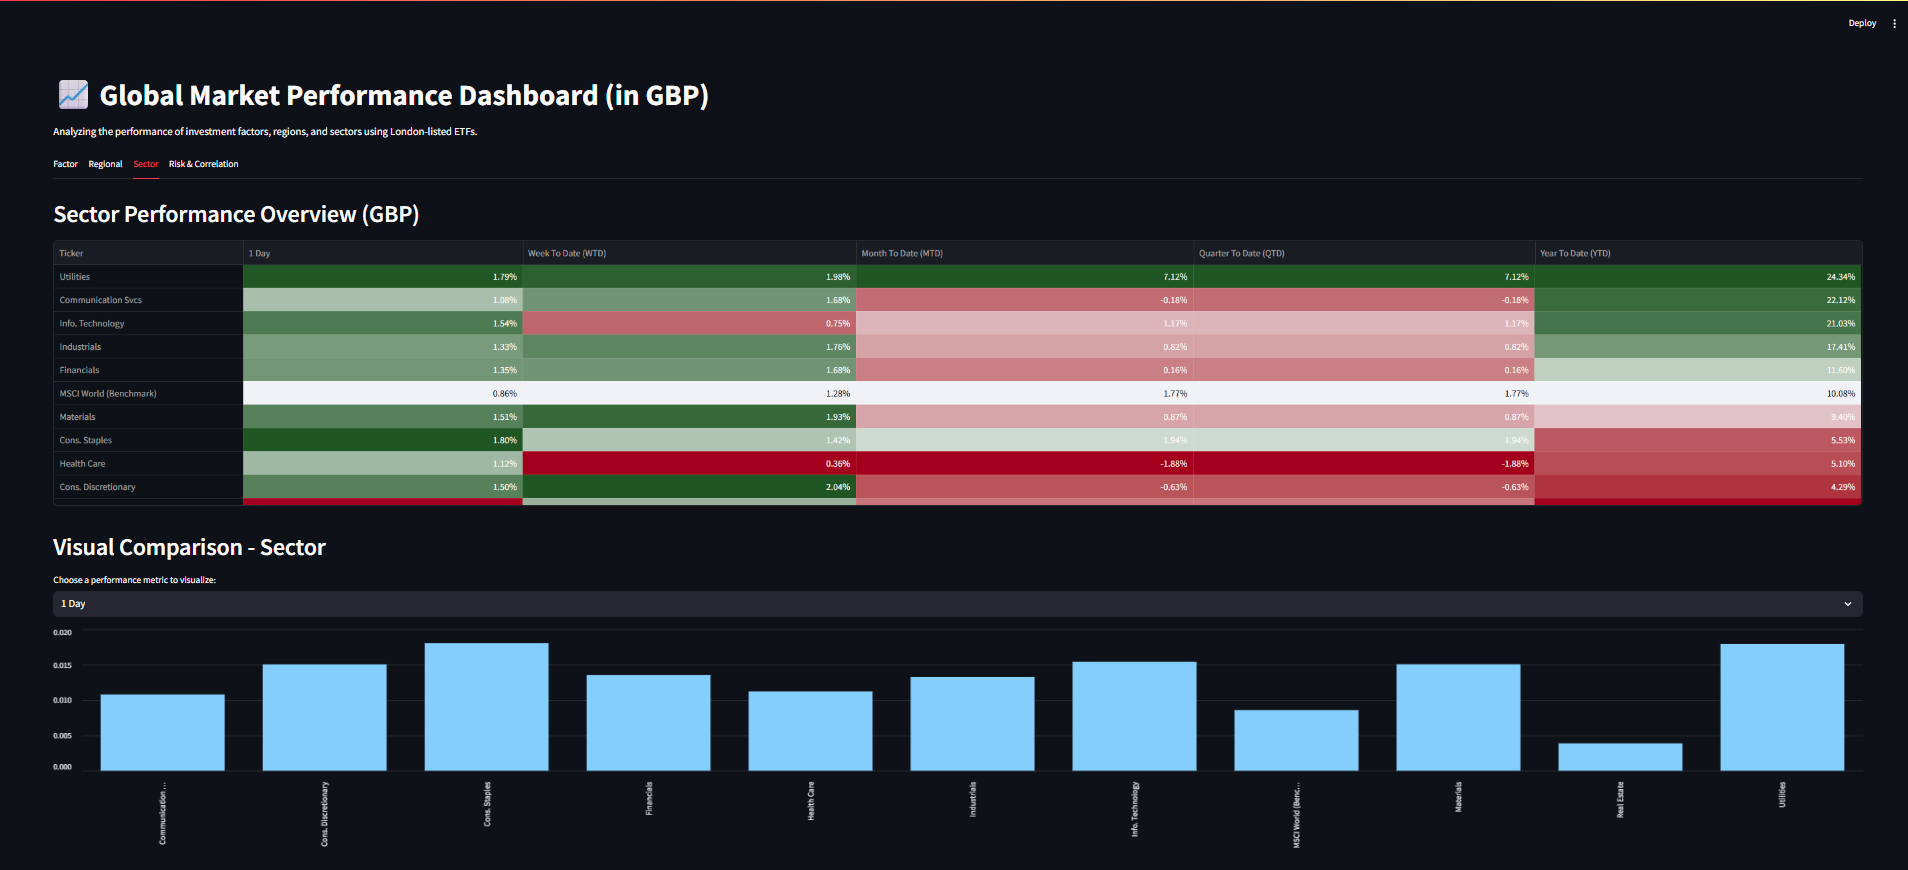 Deploy
Global Market Performance Dashboard (in GBP)
Analyzing the performance of investment factors, regions, and sectors using London-listed ETFs.
Factor Regional Sector Risk & Correlation
Sector Performance Overview (GBP)
Ticker 1 Day Week To Date (WTD) Month To Date (MTD) Quarter To Date (QTD) Year To Date (YTD)
Utilities 1.79% 1.98% 7.12% 7.12% 24.34%
Communication Svcs 1.08% 1.68% -0.18% -0.18% 22.12%
Info. Technology 1.54% 0.75% 1.17% 1.17% 21.03%
Industrials 1.33% 1.76% 0.82% 0.82% 17.41%
Financials 1.35% 1.68% 0.16% 0.16% 11.60%
MSCI World (Benchmark) 0.86% 1.28% 1.77% 1.77% 10.08%
Materials 1.51% 1.93% 0.87% 0.87% 9.40%
Cons. Staples 1.80% 1.42% 1.94% 1.94% 5.53%
Health Care 1.12% 0.36% -1.88% -1.88% 5.10%
Cons. Discretionary 1.50% 2.04% -0.63% -0.63% 4.29%
Visual Comparison - Sector
Choose a performance metric to visualize:
1 Day
0.020
0.015
0.010
0.005
0.000
Communication ...
Cons. Discretionary
Cons. Staples
Financials
Health Care
Industrials
Info. Technology
MSCI World (Benc...
Materials
Real Estate
Utilities